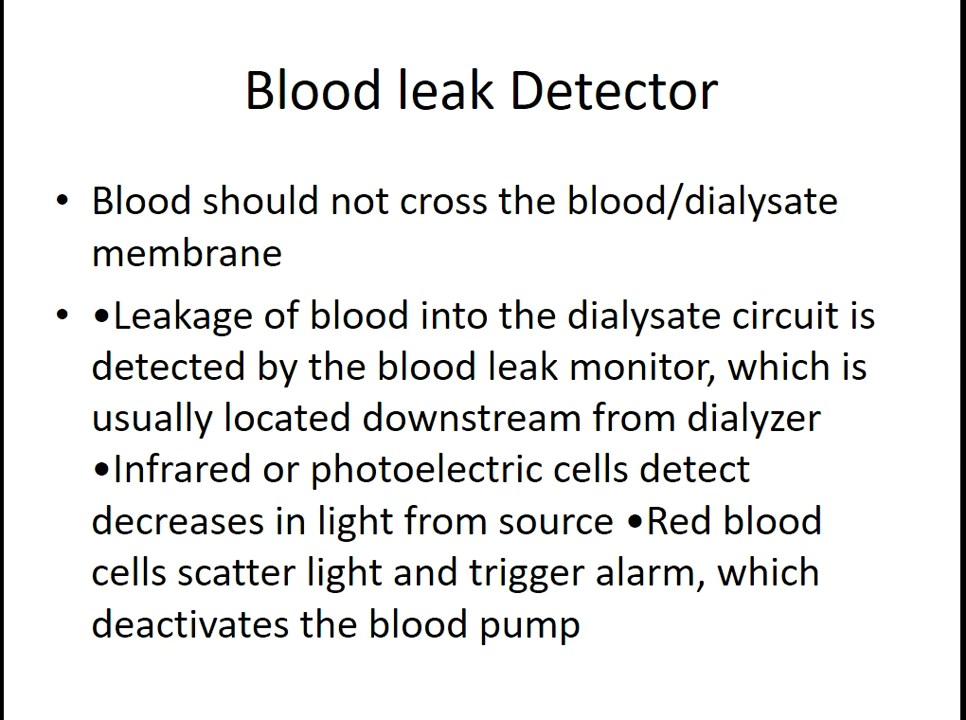 Blood leak Detector
• Blood should not cross the blood/dialysate
membrane
• •Leakage of blood into the dialysate circuit is
detected by the blood leak monitor, which is
usually located downstream from dialyzer
•Infrared or photoelectric cells detect
decreases in light from source •Red blood
cells scatter light and trigger alarm, which
deactivates the blood pump